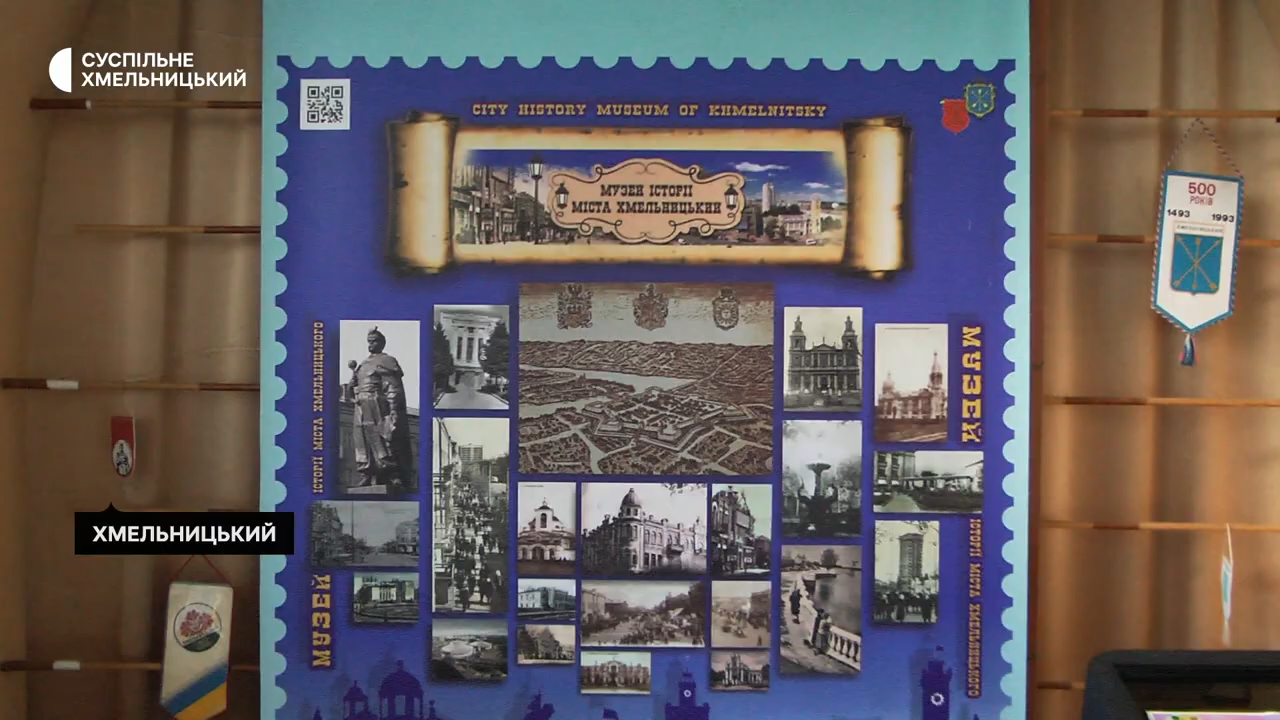 СУСПІЛЬНЕ
ХМЕЛЬНИЦЬКИЙ
CITY HISTORY MUSEUM OF KHMELNITSKY
МУЗЕЙ ІСТОРІЇ
МІСТА ХМЕЛЬНИЦЬКИЙ
500
РОКІВ
1493 1993
ХМЕЛЬНИЦЬКИЙ
ІСТОРІЇ МІСТА ХМЕЛЬНИЦЬКОГО
МУЗЕЙ
МУЗЕЙ
ІСТОРІЇ МІСТА ХМЕЛЬНИЦЬКОГО
ХМЕЛЬНИЦЬКИЙ